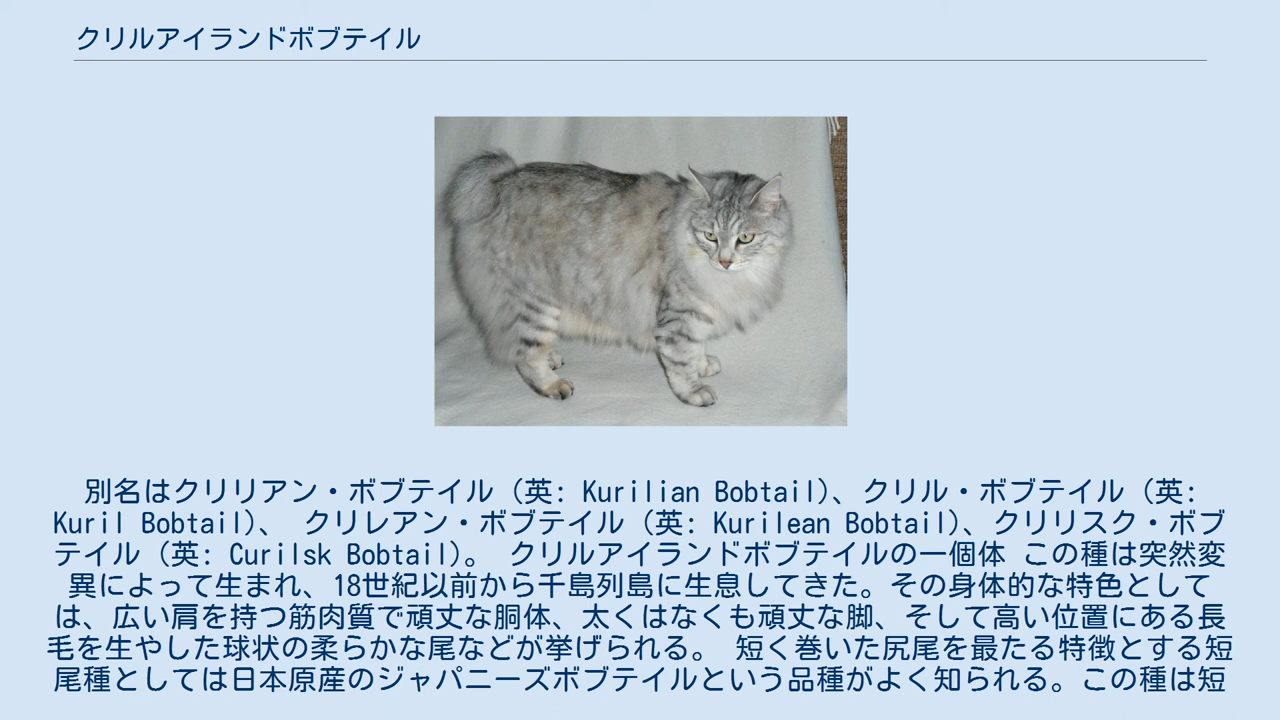 クリルアイランドボブテイル
別名はクリリアン・ボブテイル（英: Kurilian Bobtail)、クリル・ボブテイル（英:
Kuril Bobtail)、 クリレアン・ボブテイル（英: Kurilean Bobtail)、クリリスク・ボブ
テイル（英: Curilsk Bobtail)。 クリルアイランドボブテイルの一個体 この種は突然変
異によって生まれ、18世紀以前から千島列島に生息してきた。その身体的な特色として
は、広い肩を持つ筋肉質で頑丈な胴体、太くはなくも頑丈な脚、そして高い位置にある長
毛を生やした球状の柔らかな尾などが挙げられる。 短く巻いた尻尾を最たる特徴とする短
尾種としては日本原産のジャパニーズボブテイルという品種がよく知られる。この種は短